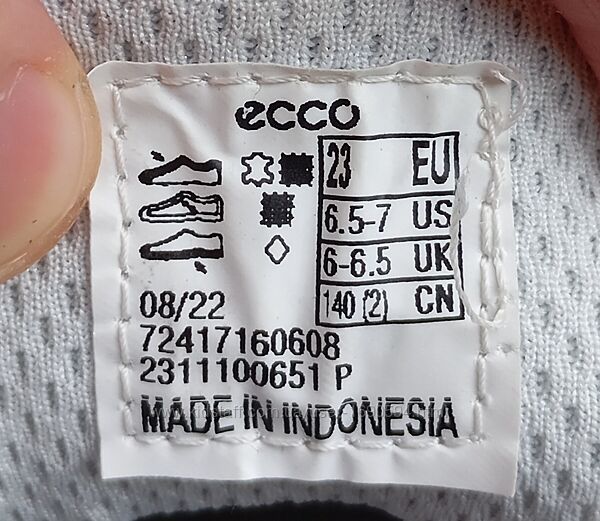 ecco
23 EU
6.5-7 US
6-6.5 UK
140 (2) CN
08/22
72417160608
2311100651 P
MADE IN INDONESIA